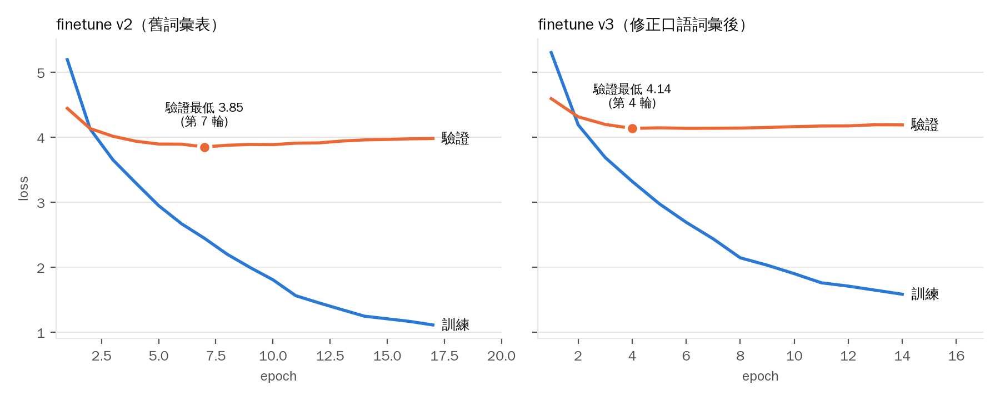 finetune v2（舊詞彙表）
驗證最低 3.85
(第 7 輪)
驗證
訓練
loss
5
4
3
2
1
2.5
5.0
7.5
10.0
12.5
15.0
17.5
20.0
epoch
finetune v3（修正口語詞彙後）
驗證最低 4.14
(第 4 輪)
驗證
訓練
2
4
6
8
10
12
14
16
epoch